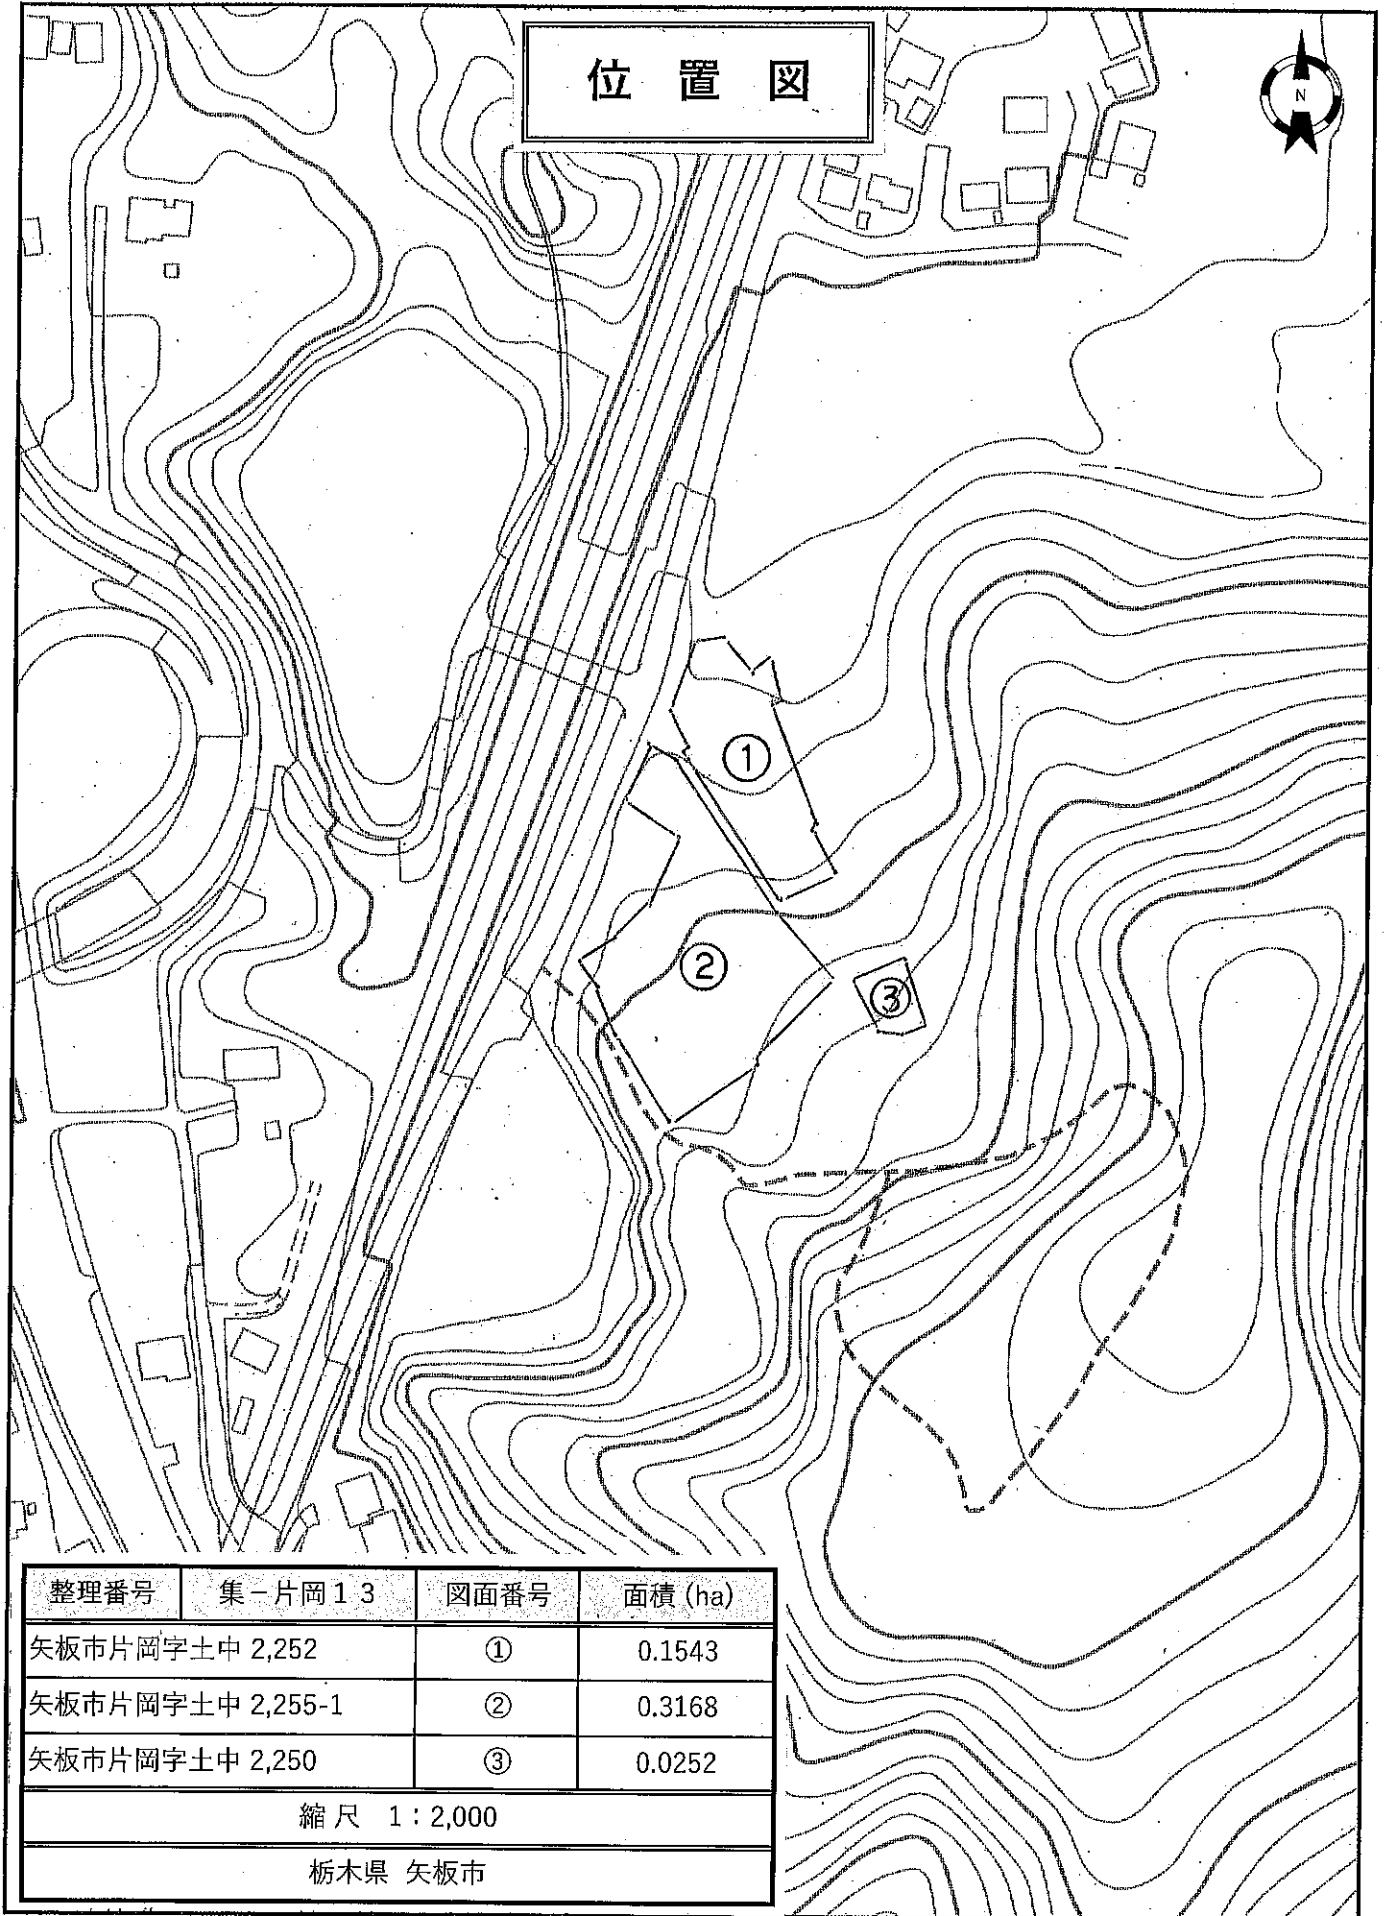 位置図
N
①
②
③
整理番号 集－片岡13 図面番号 面積(ha)
矢板市片岡字土中 2,252 ① 0.1543
矢板市片岡字土中 2,255-1 ② 0.3168
矢板市片岡字土中 2,250 ③ 0.0252
縮尺 1：2,000
栃木県 矢板市